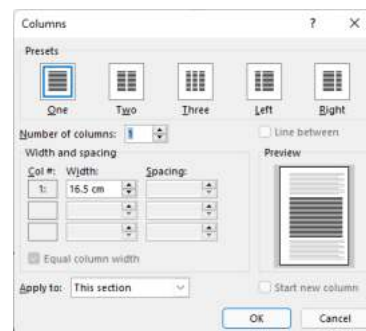 Columns ? ×
Presets
One Two Three Left Right
Number of columns: 1 Line between
Width and spacing Preview
Col #: Width: Spacing:
1: 16.5 cm
Equal column width
Apply to: This section Start new column
OK Cancel